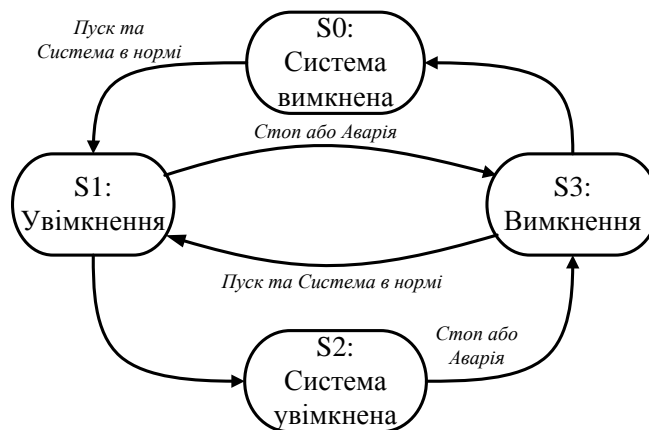 Пуск та
Система в нормі
S0:
Система
вимкнена
Стоп або Аварія
S1:
Увімкнення
S3:
Вимкнення
Пуск та Система в нормі
S2:
Система
увімкнена
Стоп або
Аварія